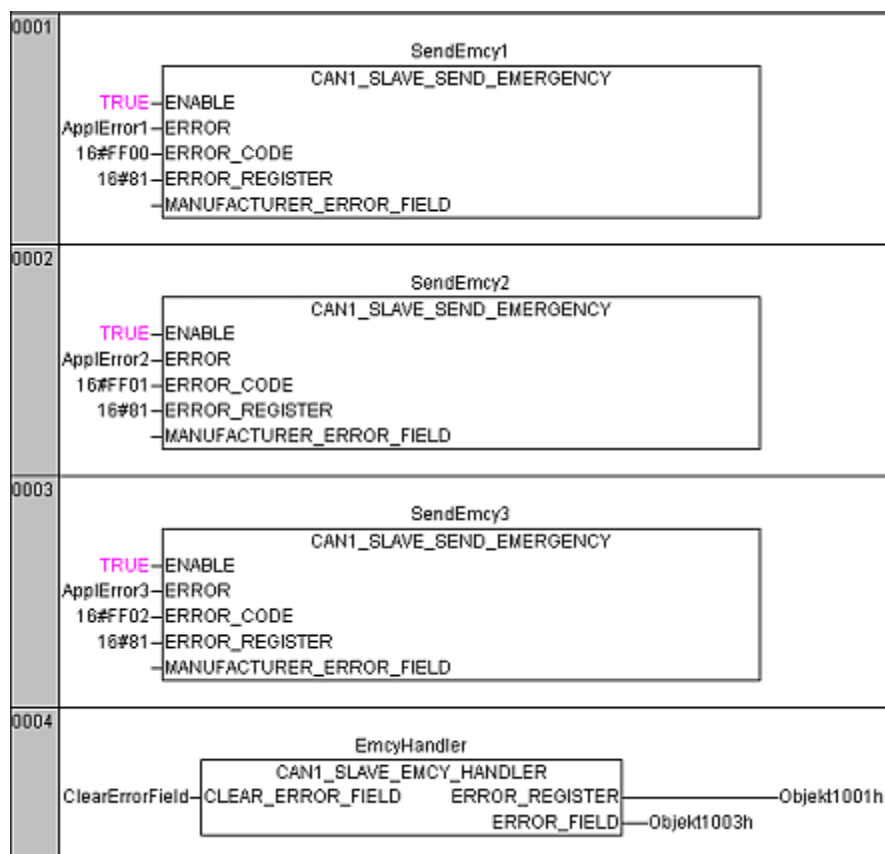 0001
SendEmcy1
CAN1_SLAVE_SEND_EMERGENCY
TRUE ENABLE
ApplError1 ERROR
16#FF00 ERROR_CODE
16#81 ERROR_REGISTER
MANUFACTURER_ERROR_FIELD
0002
SendEmcy2
CAN1_SLAVE_SEND_EMERGENCY
TRUE ENABLE
ApplError2 ERROR
16#FF01 ERROR_CODE
16#81 ERROR_REGISTER
MANUFACTURER_ERROR_FIELD
0003
SendEmcy3
CAN1_SLAVE_SEND_EMERGENCY
TRUE ENABLE
ApplError3 ERROR
16#FF02 ERROR_CODE
16#81 ERROR_REGISTER
MANUFACTURER_ERROR_FIELD
0004
EmcyHandler
CAN1_SLAVE_EMCY_HANDLER
ClearErrorField CLEAR_ERROR_FIELD ERROR_REGISTER Objekt1001h
ERROR_FIELD Objekt1003h